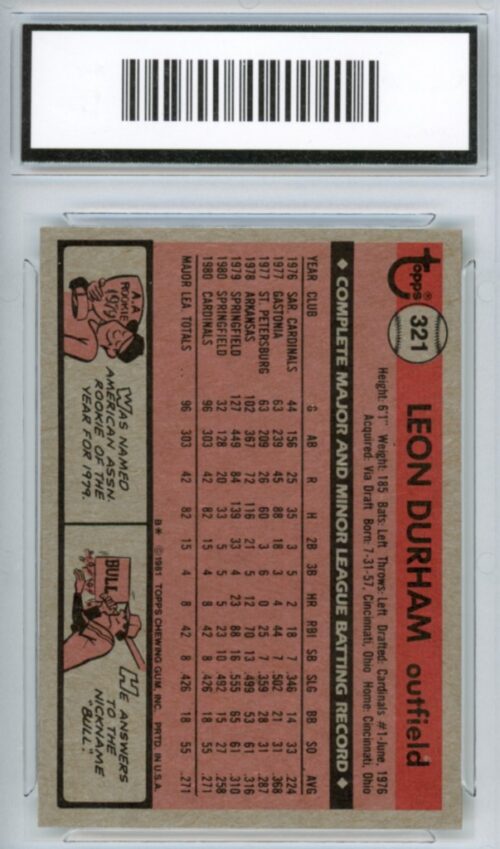 topps®
321
LEON DURHAM outfield
Height: 6'1" Weight: 185 Bats: Left Throws: Left Drafted: Cardinals #1-June, 1976
Acquired: Via Draft Born: 7-31-57, Cincinnati, Ohio Home: Cincinnati, Ohio
◆ COMPLETE MAJOR AND MINOR LEAGUE BATTING RECORD ◆
YEAR CLUB G AB R H 2B 3B HR RBI SB SLG BB SO AVG
1976 SAR. CARDINALS 44 156 25 35 3 5 2 18 7 .346 14 33 .224
1977 GASTONIA 63 239 45 88 18 3 4 44 7 .502 21 31 .368
1977 ST. PETERSBURG 63 209 26 60 3 6 0 25 7 .359 28 31 .287
1978 ARKANSAS 102 367 72 116 21 5 12 70 13 .499 53 61 .316
1979 SPRINGFIELD 127 449 84 139 33 4 23 88 16 .555 65 61 .310
1980 SPRINGFIELD 32 128 20 33 5 5 5 23 10 .492 15 27 .258
1980 CARDINALS 96 303 42 82 15 4 8 42 8 .426 18 55 .271
MAJOR LEA. TOTALS 96 303 42 82 15 4 8 42 8 .426 18 55 .271
B* ©1981 TOPPS CHEWING GUM, INC. PRTD. IN U.S.A.
A.A
ROOKIE
1979
WAS NAMED
AMERICAN ASSN.
ROOKIE OF THE
YEAR FOR 1979.
BULL
HE ANSWERS
TO THE
NICKNAME
"BULL."